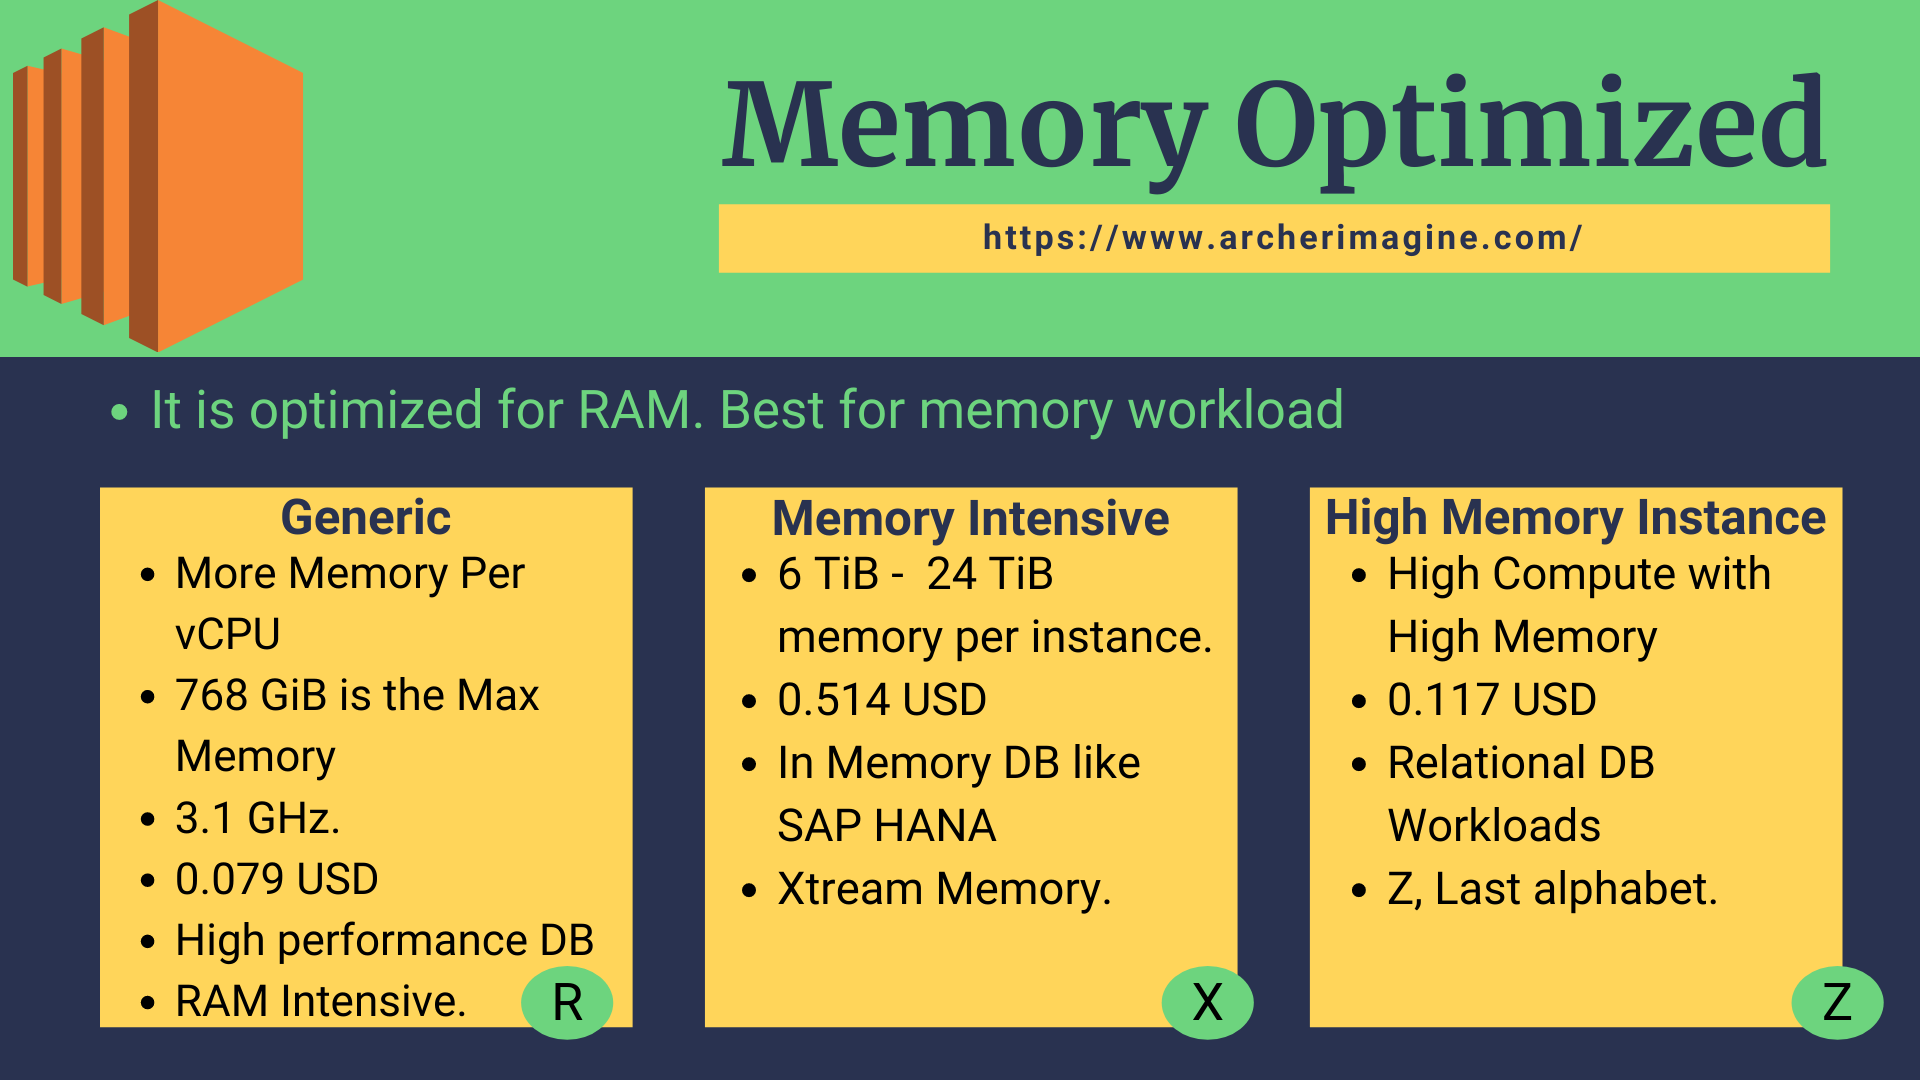 Memory Optimized
https://www.archerimagine.com/
• It is optimized for RAM. Best for memory workload
Generic
• More Memory Per
vCPU
• 768 GiB is the Max
Memory
• 3.1 GHz.
• 0.079 USD
• High performance DB
• RAM Intensive.
R
Memory Intensive
• 6 TiB -  24 TiB
memory per instance.
• 0.514 USD
• In Memory DB like
SAP HANA
• Xtream Memory.
X
High Memory Instance
• High Compute with
High Memory
• 0.117 USD
• Relational DB
Workloads
• Z, Last alphabet.
Z